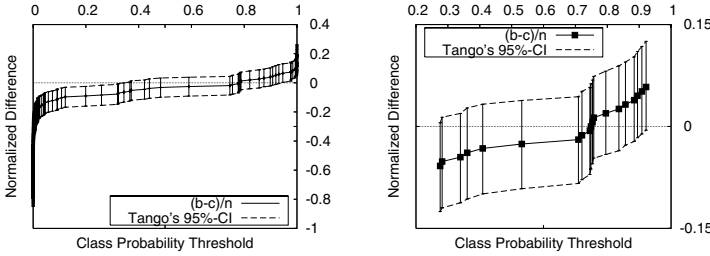 0 0.2 0.4 0.6 0.8 1
0.4
0.2
0
-0.2
-0.4
-0.6
-0.8
-1
Normalized Difference
(b-c)/n
Tango's 95%-CI
Class Probability Threshold
0.2 0.3 0.4 0.5 0.6 0.7 0.8 0.9 1
0.15
0
-0.15
Normalized Difference
(b-c)/n
Tango's 95%-CI
Class Probability Threshold